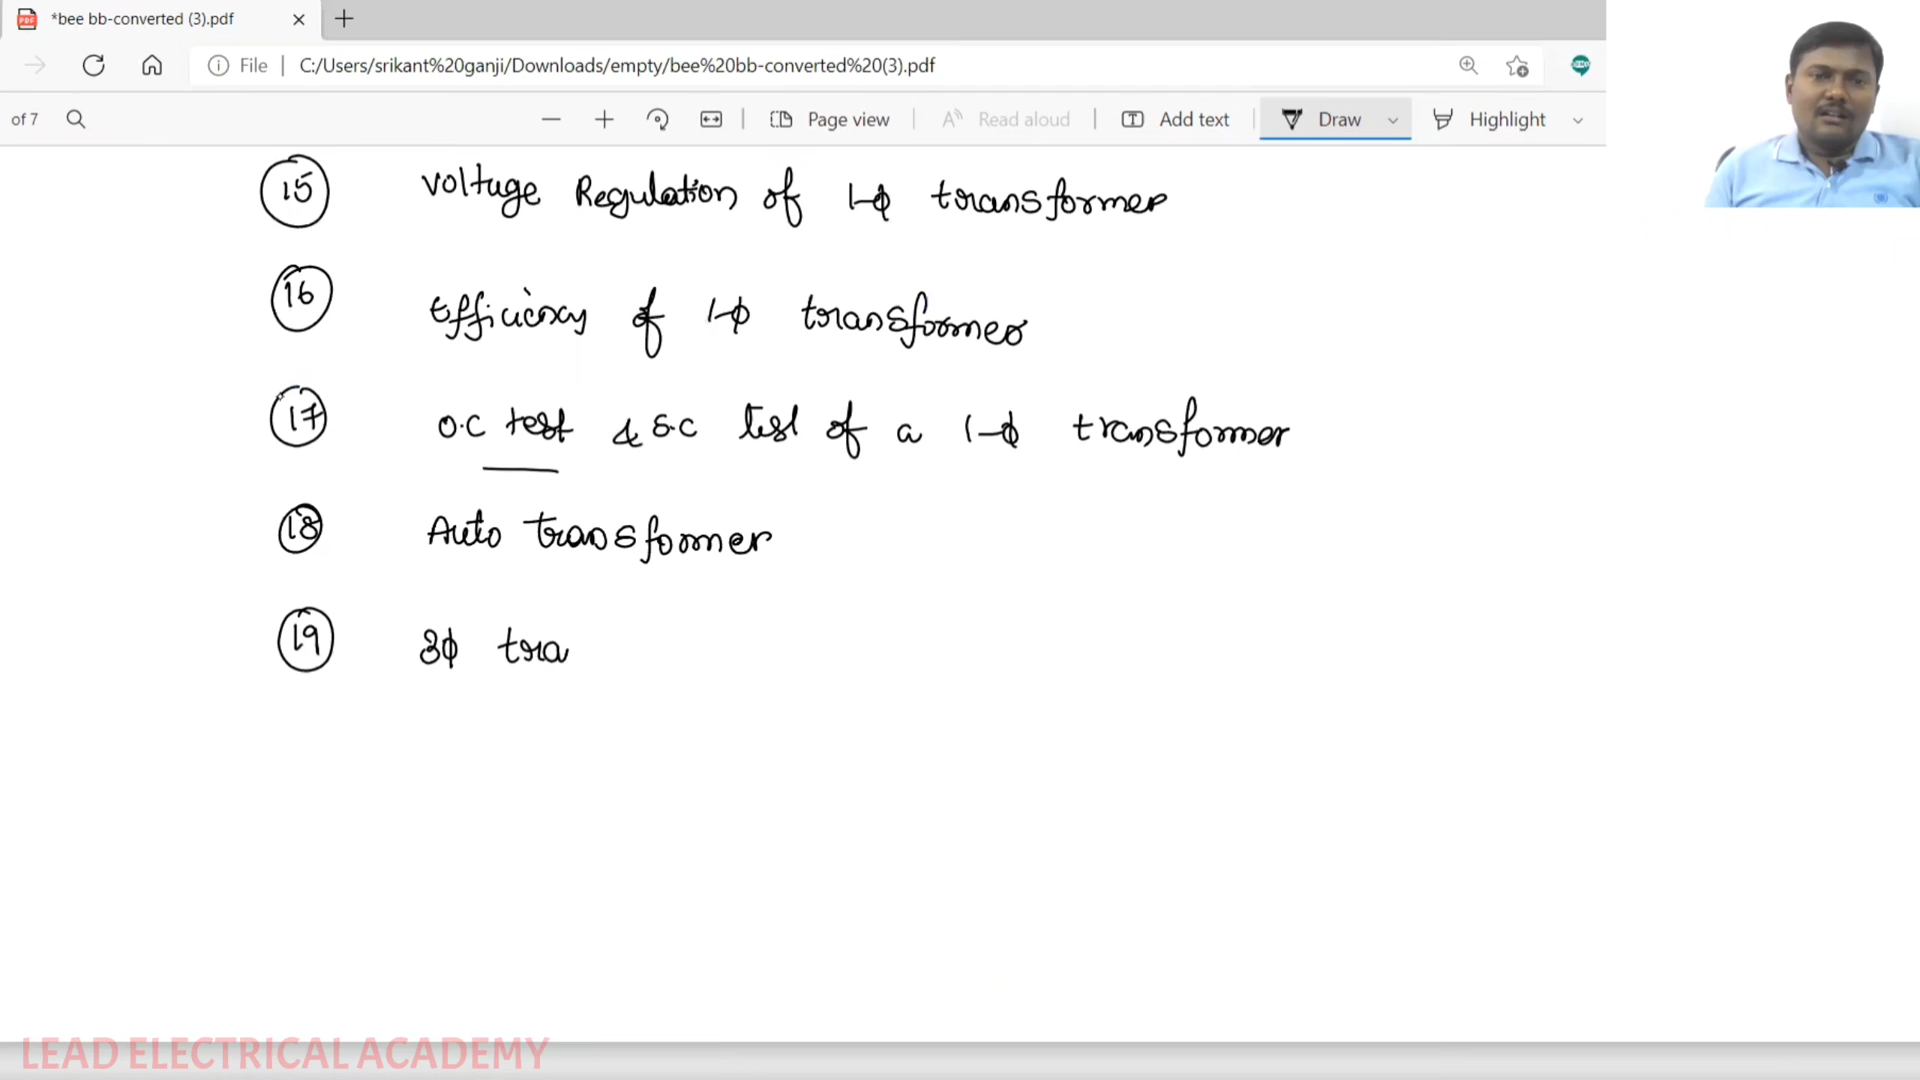 *bee bb-converted (3).pdf
File | C:/Users/srikant%20ganji/Downloads/empty/bee%20bb-converted%20(3).pdf
of 7 Page view Read aloud Add text Draw Highlight
15 Voltage Regulation of 1-ϕ transformer
16 Efficiency of 1-ϕ transformer
17 O.C test & S.C test of a 1-ϕ transformer
18 Auto transformer
19 3ϕ tra
LEAD ELECTRICAL ACADEMY